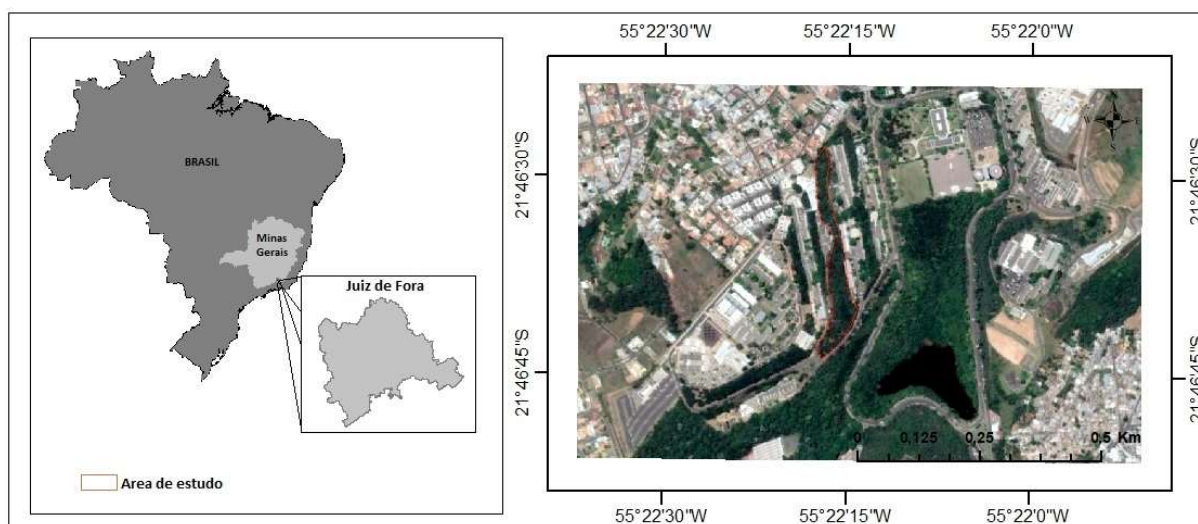 BRASIL
Minas
Gerais
Juiz de Fora
Area de estudo
55°22'30"W
55°22'15"W
55°22'0"W
21°46'30"S
21°46'30"S
21°46'45"S
21°46'45"S
W
E
S
0
0,125
0,25
0,5 Km
55°22'30"W
55°22'15"W
55°22'0"W